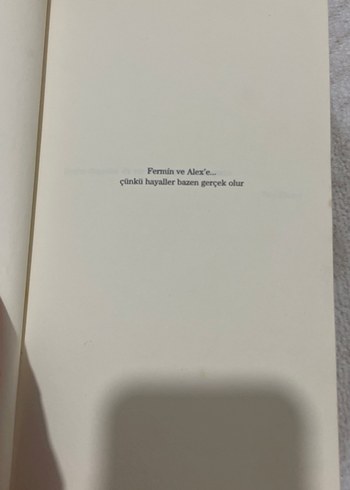 Fermin ve Alex'e...
çünkü hayaller bazen gerçek olur